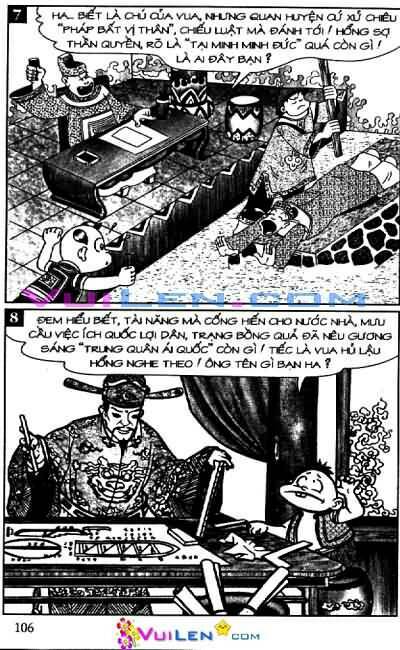 7
HA... BIẾT LÀ CHÚ CỦA VUA, NHƯNG QUAN HUYỆN CỨ XỬ CHIÊU
"PHÁP BẤT VỊ THÂN", CHIẾU LUẬT MÀ ĐÁNH TỚI! HỔNG SỢ
THẦN QUYỀN, RÕ LÀ "TẠI MINH MINH ĐỨC" QUÁ CÒN GÌ!
LÀ AI ĐÂY BẠN?
VUILEN.COM
8
ĐEM HIỂU BIẾT, TÀI NĂNG MÀ CỐNG HIẾN CHO NƯỚC NHÀ, MƯU
CẦU VIỆC ÍCH QUỐC LỢI DÂN, TRẠNG BÔNG QUẢ ĐÃ NÊU GƯƠNG
SÁNG "TRUNG QUÂN ÁI QUỐC" CÒN GÌ! TIẾC LÀ VUA HỦ LẬU
HỔNG NGHE THEO! ÔNG TÊN GÌ BẠN HA?
106
VUILEN.COM